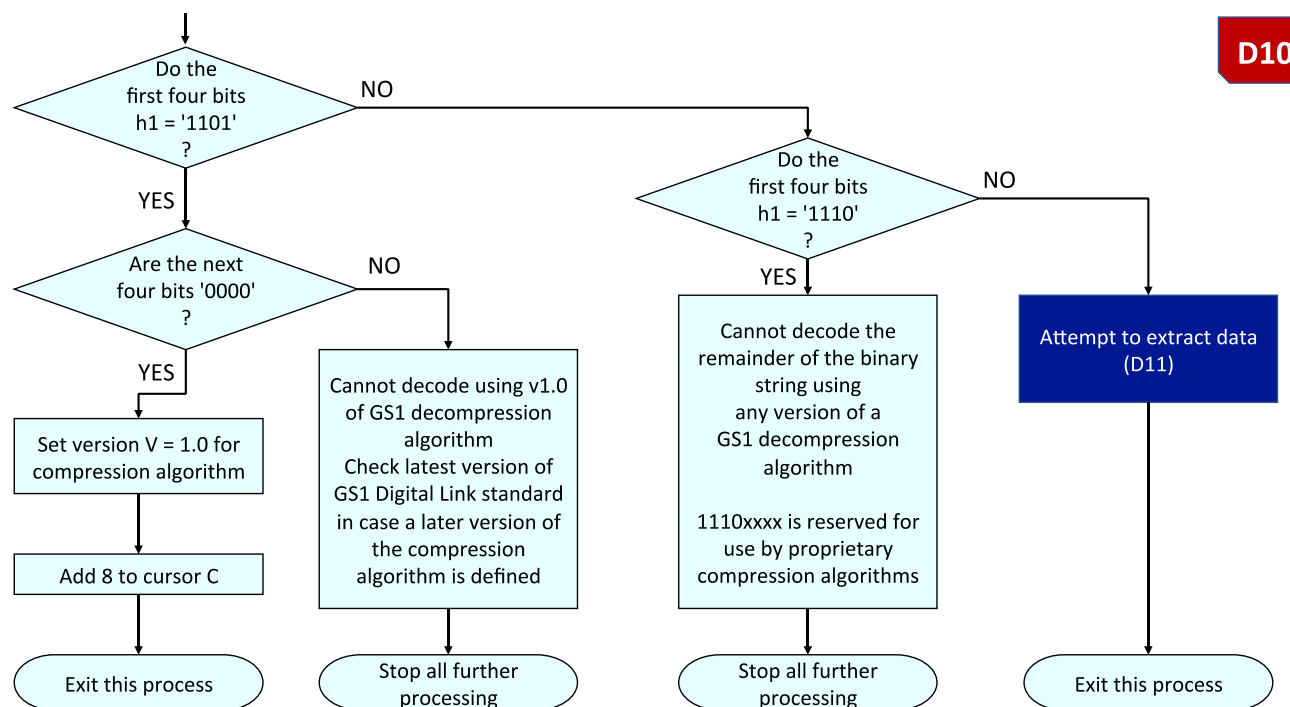 D10
Do the
first four bits
h1 = '1101'
?
NO
YES
Do the
first four bits
h1 = '1110'
?
NO
YES
Are the next
four bits '0000'
?
NO
YES
Set version V = 1.0 for
compression algorithm
Add 8 to cursor C
Exit this process
Cannot decode using v1.0
of GS1 decompression
algorithm
Check latest version of
GS1 Digital Link standard
in case a later version of
the compression
algorithm is defined
Stop all further
processing
Cannot decode the
remainder of the binary
string using
any version of a
GS1 decompression
algorithm
1110xxxx is reserved for
use by proprietary
compression algorithms
Stop all further
processing
Attempt to extract data
(D11)
Exit this process